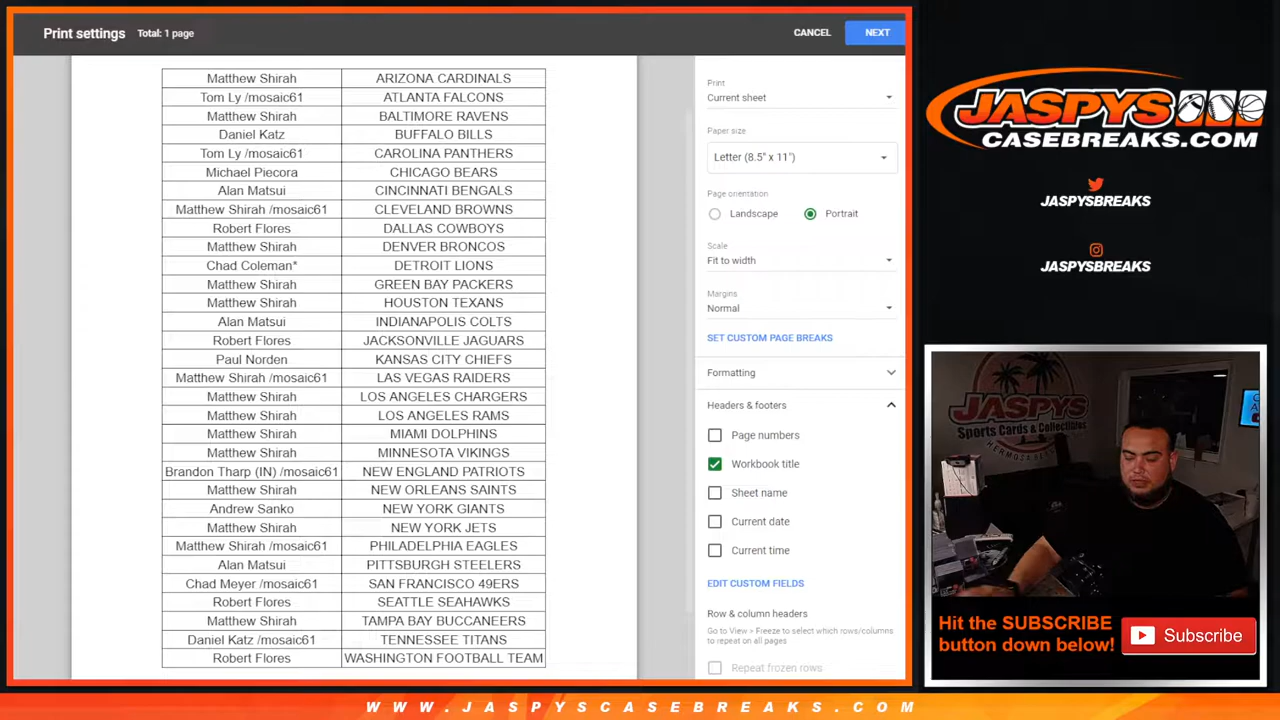 Print settings Total: 1 page CANCEL NEXT
Matthew Shirah ARIZONA CARDINALS
Tom Ly /mosaic61 ATLANTA FALCONS
Matthew Shirah BALTIMORE RAVENS
Daniel Katz BUFFALO BILLS
Tom Ly /mosaic61 CAROLINA PANTHERS
Michael Piecora CHICAGO BEARS
Alan Matsui CINCINNATI BENGALS
Matthew Shirah /mosaic61 CLEVELAND BROWNS
Robert Flores DALLAS COWBOYS
Matthew Shirah DENVER BRONCOS
Chad Coleman* DETROIT LIONS
Matthew Shirah GREEN BAY PACKERS
Matthew Shirah HOUSTON TEXANS
Alan Matsui INDIANAPOLIS COLTS
Robert Flores JACKSONVILLE JAGUARS
Paul Norden KANSAS CITY CHIEFS
Matthew Shirah /mosaic61 LAS VEGAS RAIDERS
Matthew Shirah LOS ANGELES CHARGERS
Matthew Shirah LOS ANGELES RAMS
Matthew Shirah MIAMI DOLPHINS
Matthew Shirah MINNESOTA VIKINGS
Brandon Tharp (IN) /mosaic61 NEW ENGLAND PATRIOTS
Matthew Shirah NEW ORLEANS SAINTS
Andrew Sanko NEW YORK GIANTS
Matthew Shirah NEW YORK JETS
Matthew Shirah /mosaic61 PHILADELPHIA EAGLES
Alan Matsui PITTSBURGH STEELERS
Chad Meyer /mosaic61 SAN FRANCISCO 49ERS
Robert Flores SEATTLE SEAHAWKS
Matthew Shirah TAMPA BAY BUCCANEERS
Daniel Katz /mosaic61 TENNESSEE TITANS
Robert Flores WASHINGTON FOOTBALL TEAM
Print
Current sheet
Paper size
Letter (8.5" x 11")
Page orientation
Landscape Portrait
Scale
Fit to width
Margins
Normal
SET CUSTOM PAGE BREAKS
Formatting
Headers & footers
Page numbers
Workbook title
Sheet name
Current date
Current time
EDIT CUSTOM FIELDS
Row & column headers
Go to View > Freeze to select which rows/columns
to repeat on all pages
Repeat frozen rows
JASPYS
CASEBREAKS.COM
JASPYSBREAKS
JASPYSBREAKS
JASPYS
Sports Cards & Collectibles
Hit the SUBSCRIBE
button down below!
Subscribe
WWW.JASPYSCASEBREAKS.COM